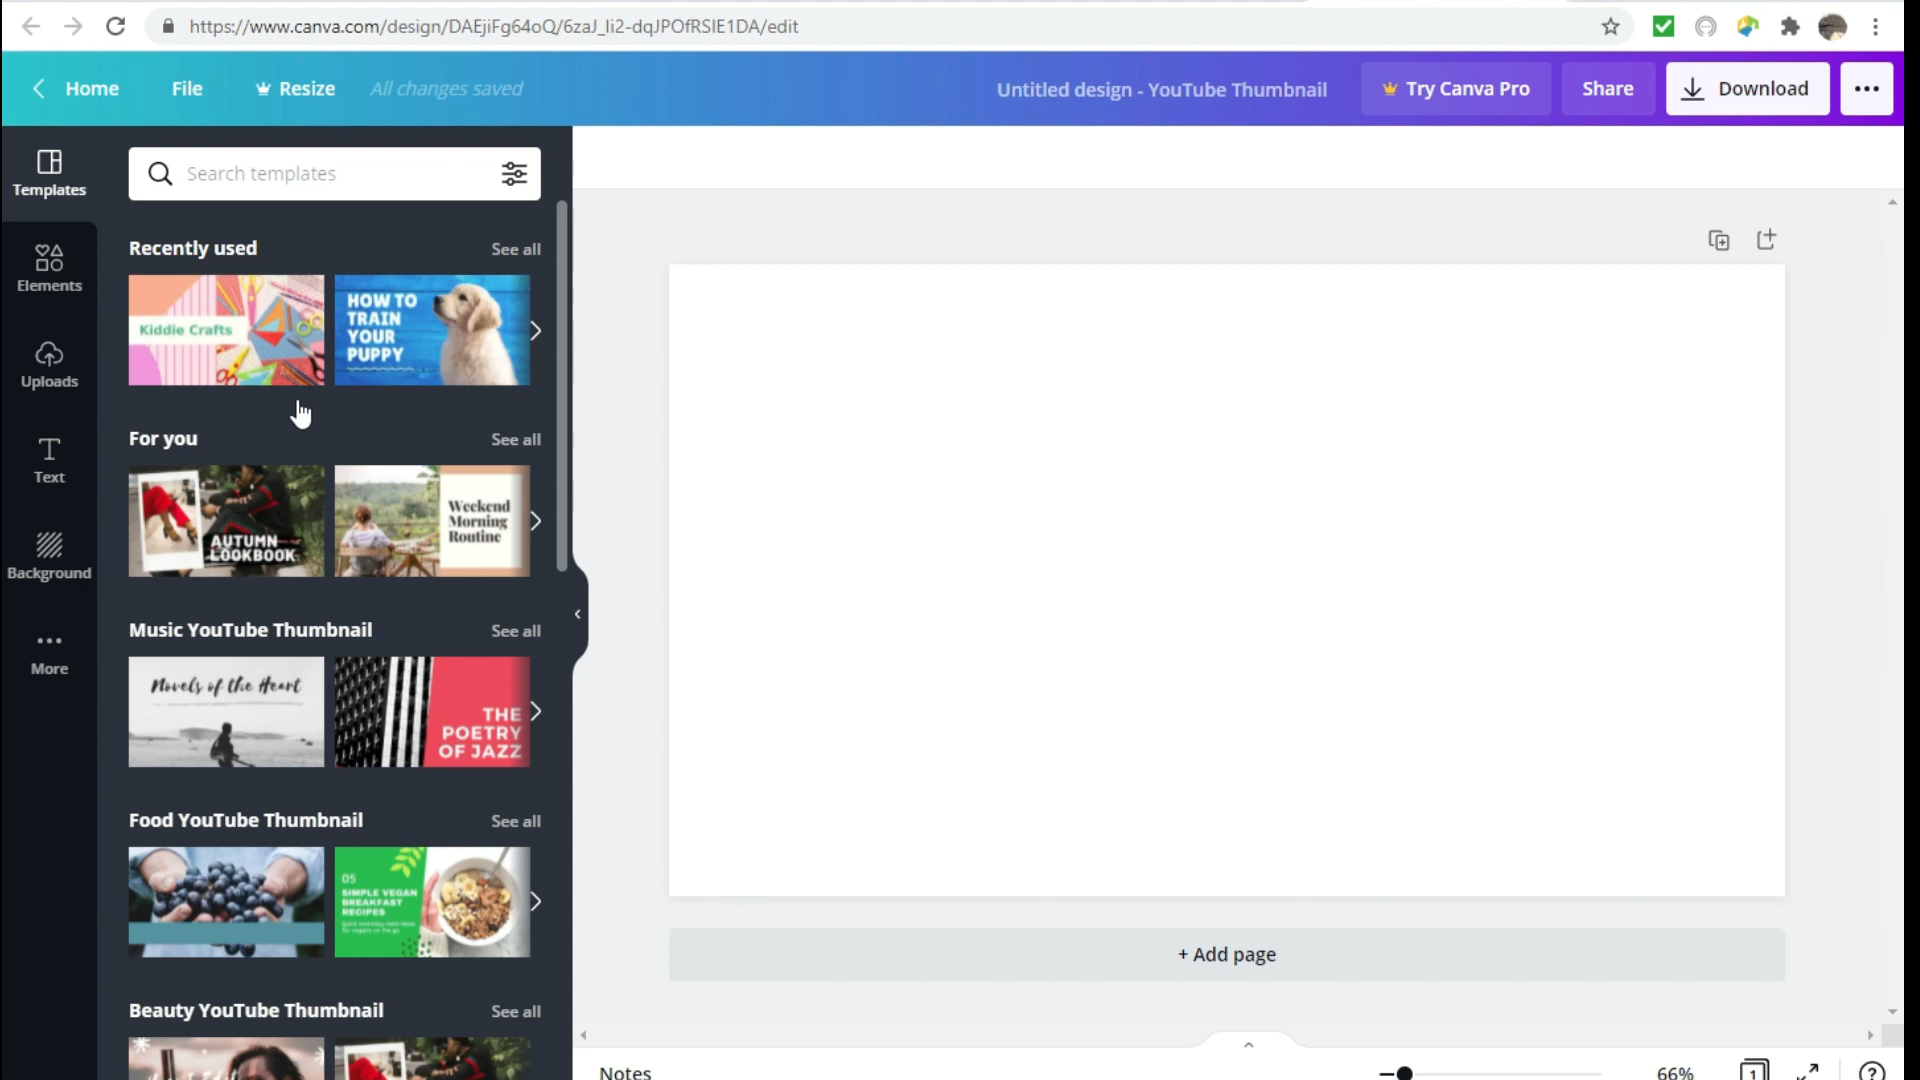 https://www.canva.com/design/DAEjiFg64oQ/6zaJ_li2-dqJPOfRSIE1DA/edit
Home
File
Resize
All changes saved
Untitled design - YouTube Thumbnail
Try Canva Pro
Share
Download
Templates
Elements
Uploads
Text
Background
More
Search templates
Recently used
See all
Kiddie Crafts
HOW TO
TRAIN
YOUR
PUPPY
For you
See all
AUTUMN
LOOKBOOK
Weekend
Morning
Routine
Music YouTube Thumbnail
See all
Novels of the Heart
THE
POETRY
OF JAZZ
Food YouTube Thumbnail
See all
05
SIMPLE VEGAN
BREAKFAST
RECIPES
Beauty YouTube Thumbnail
See all
+ Add page
Notes
66%
1